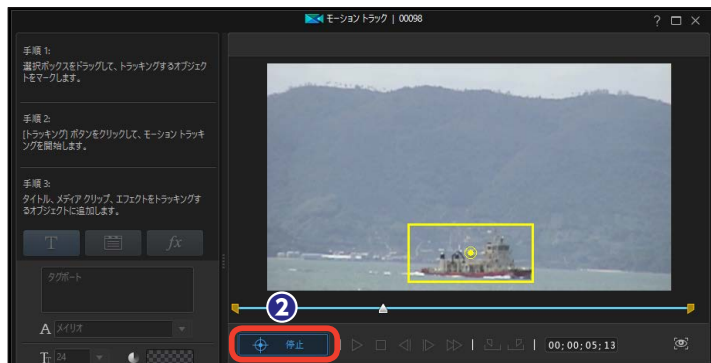 モーション トラック | 00098
?
手順 1:
選択ボックスをドラッグして、トラッキングするオブジェク
トをマークします。
手順 2:
[トラッキング] ボタンをクリックして、モーション トラッキ
ングを開始します。
手順 3:
タイトル、メディア クリップ、エフェクトをトラッキングす
るオブジェクトに追加します。
T
fx
タグボート
A メイリオ
TT 24
2
停止
00;00;05;13